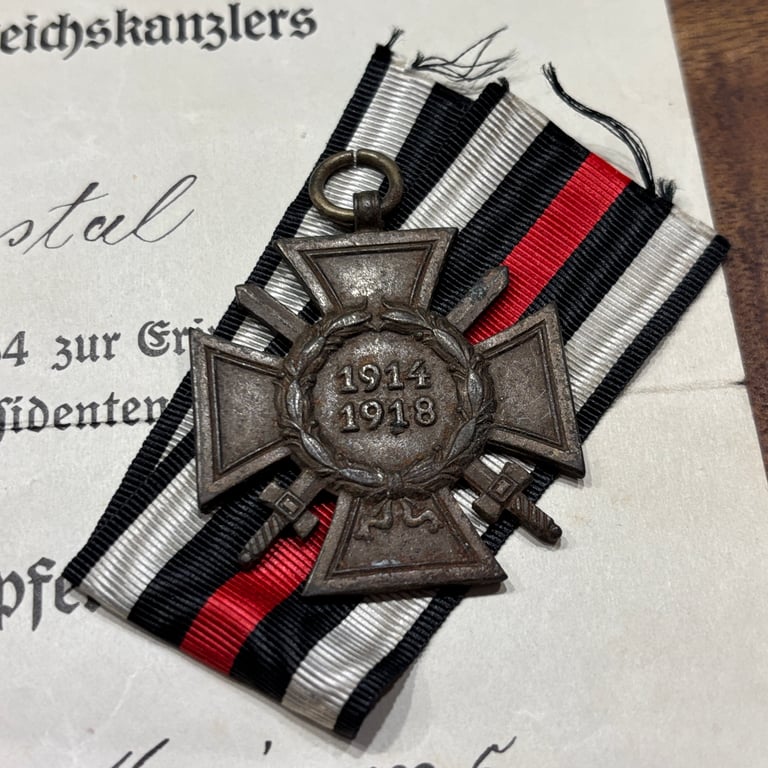 eichskanzlers
stal
4 zur Eri
sidenten
pfe
1914
1918